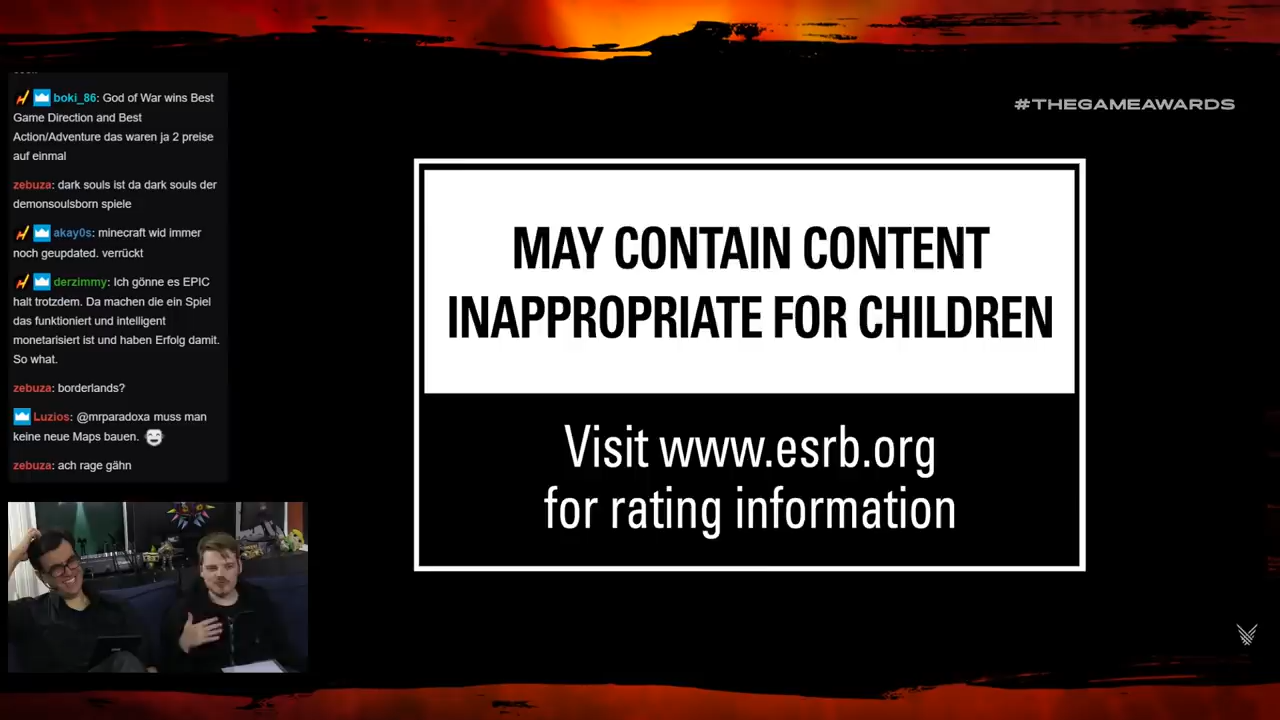 boki_86: God of War wins Best
Game Direction and Best
Action/Adventure das waren ja 2 preise
auf einmal
zebuza: dark souls ist da dark souls der
demonsoulsborn spiele
akay0s: minecraft wid immer
noch geupdated. verrückt
derzimmy: Ich gönne es EPIC
halt trotzdem. Da machen die ein Spiel
das funktioniert und intelligent
monetarisiert ist und haben Erfolg damit.
So what.
zebuza: borderlands?
Luzios: @mrparadoxa muss man
keine neue Maps bauen.
zebuza: ach rage gähn
#THEGAMEAWARDS
MAY CONTAIN CONTENT
INAPPROPRIATE FOR CHILDREN
Visit www.esrb.org
for rating information